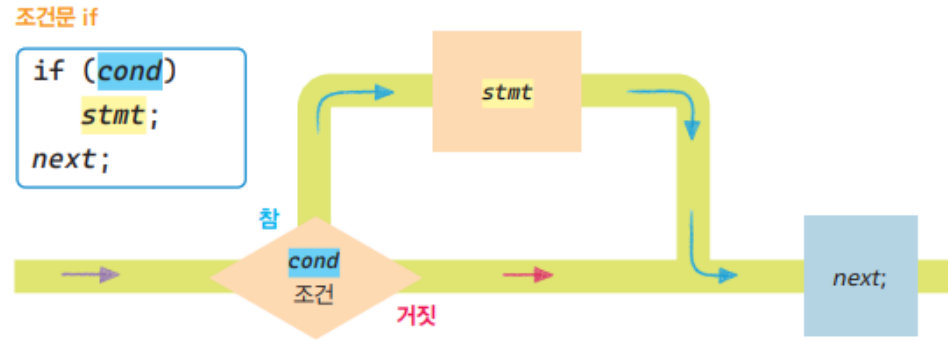 조건문 if
if (cond)
stmt;
next;
stmt
참
cond
조건
거짓
next;